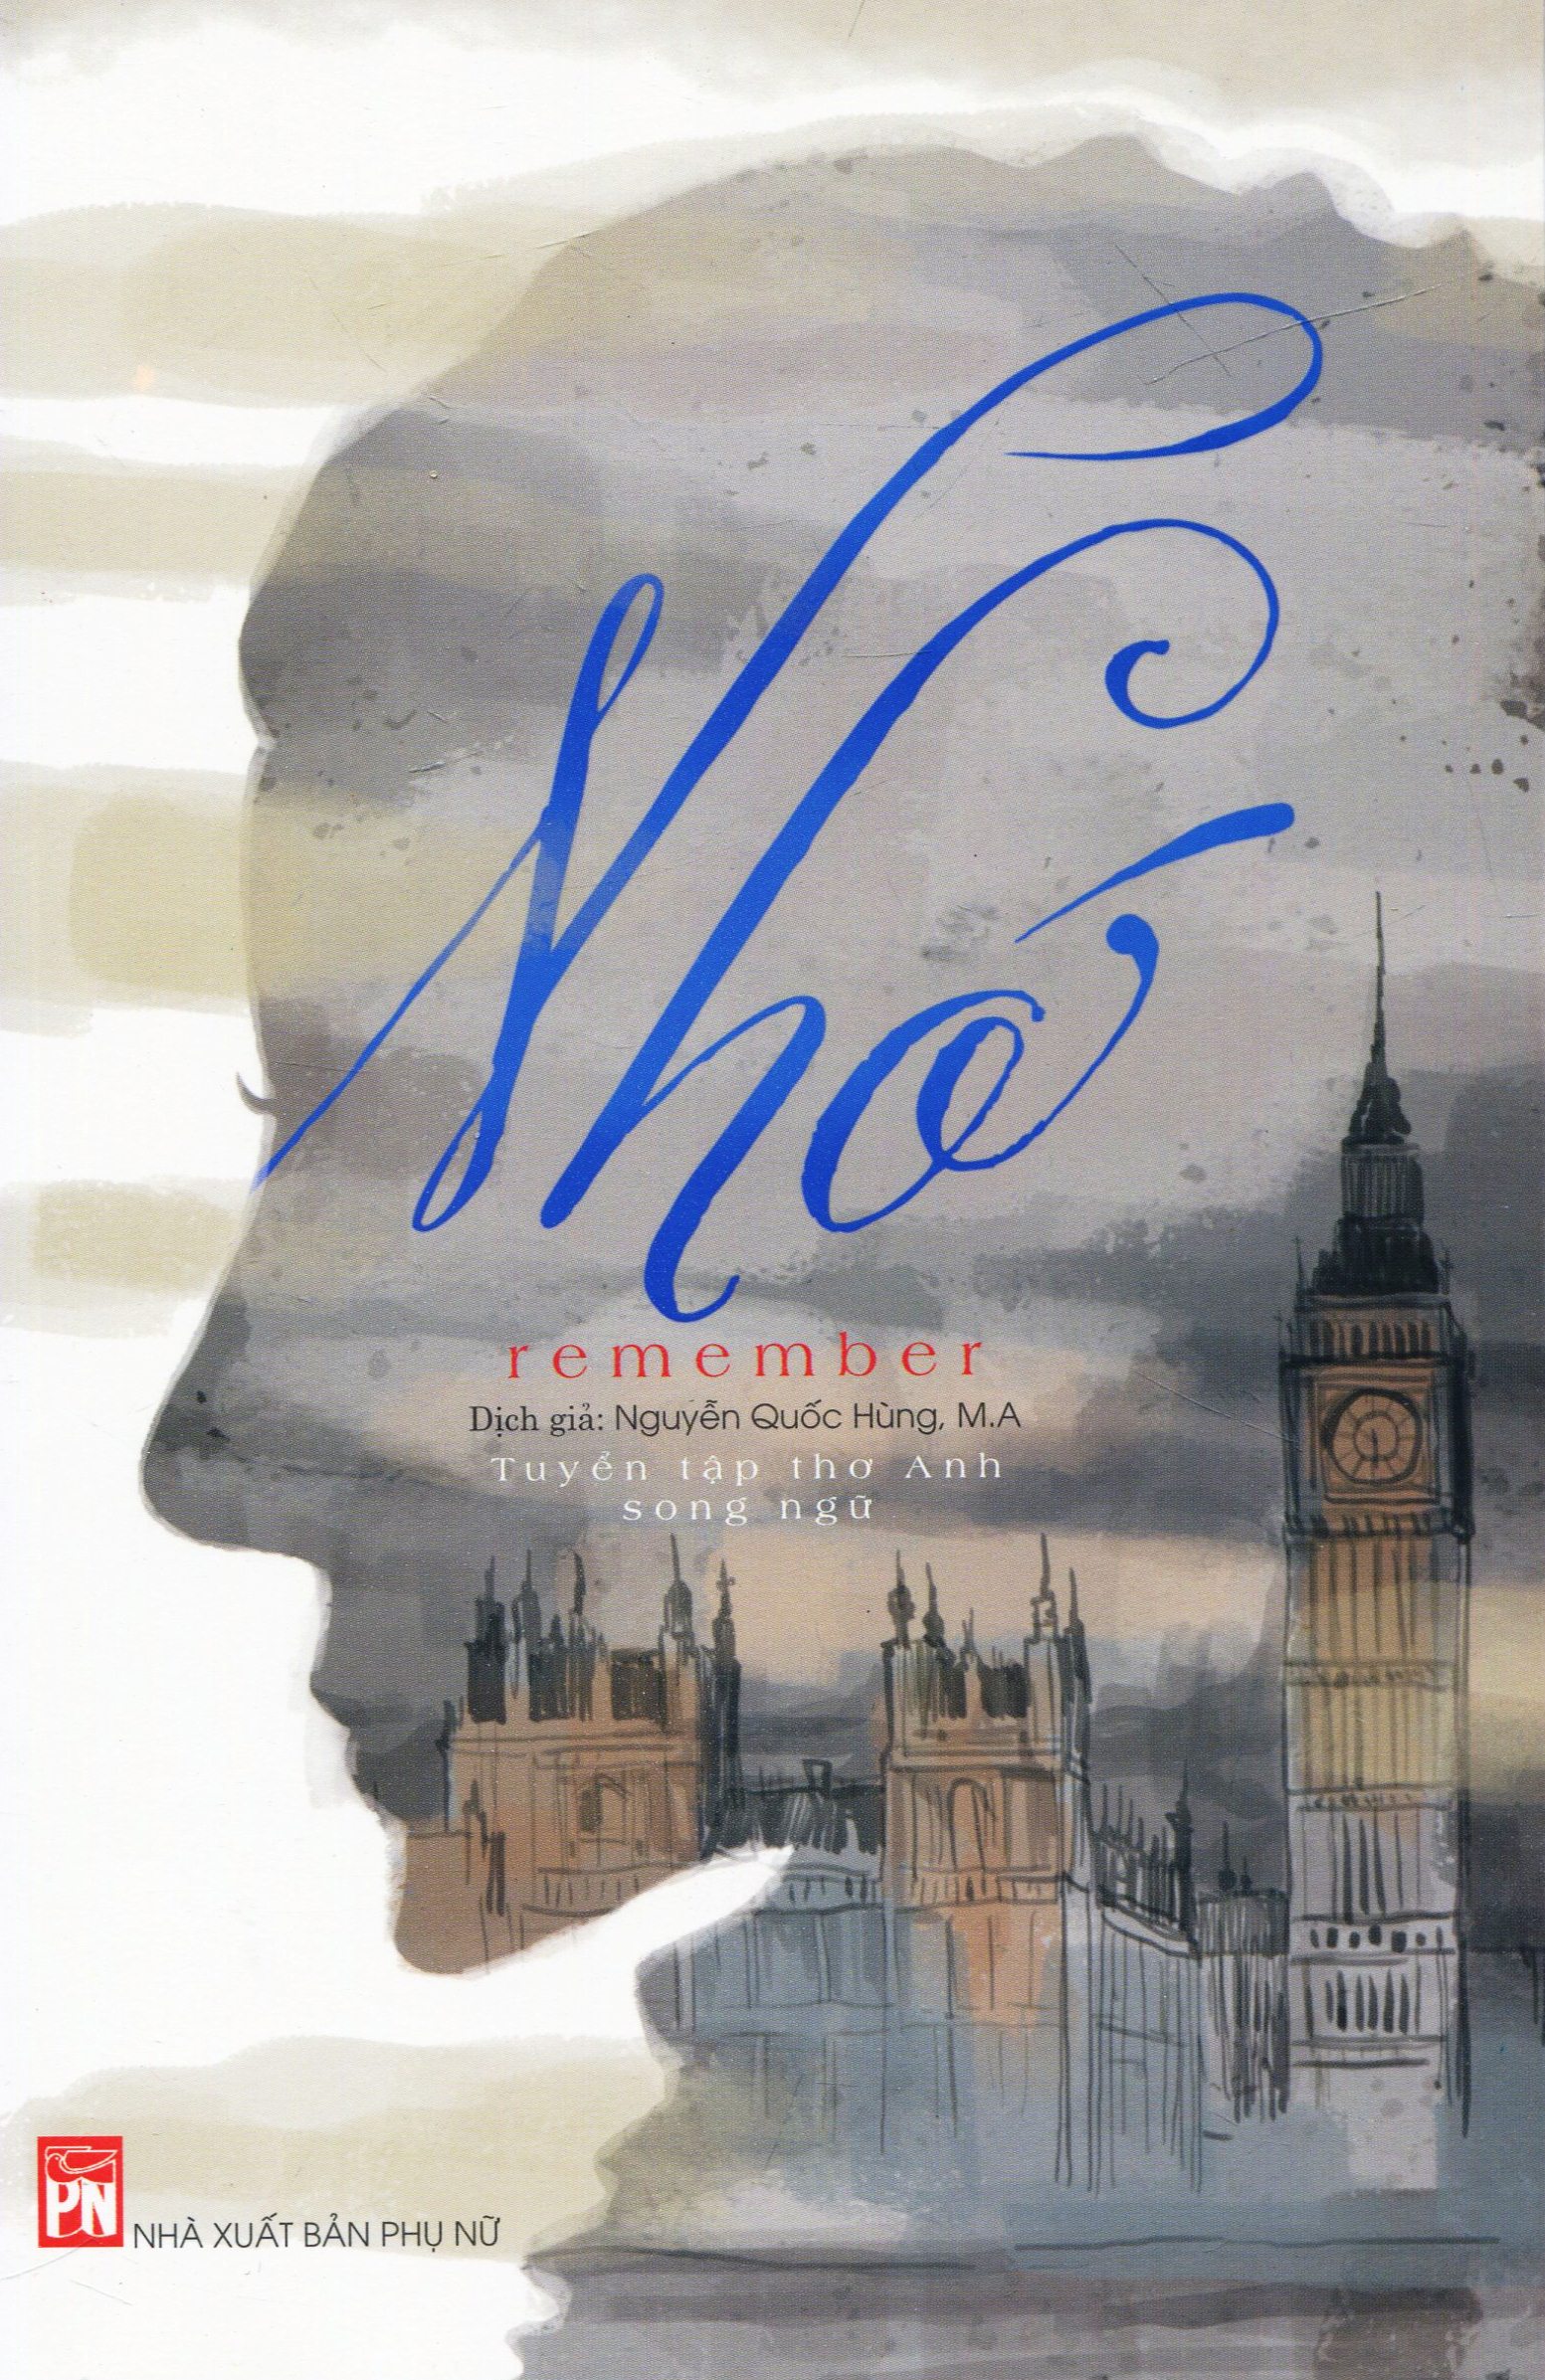 Nhớ
remember
Dịch giả: Nguyễn Quốc Hùng, M.A
Tuyển tập thơ Anh
song ngữ
PN
NHÀ XUẤT BẢN PHỤ NỮ